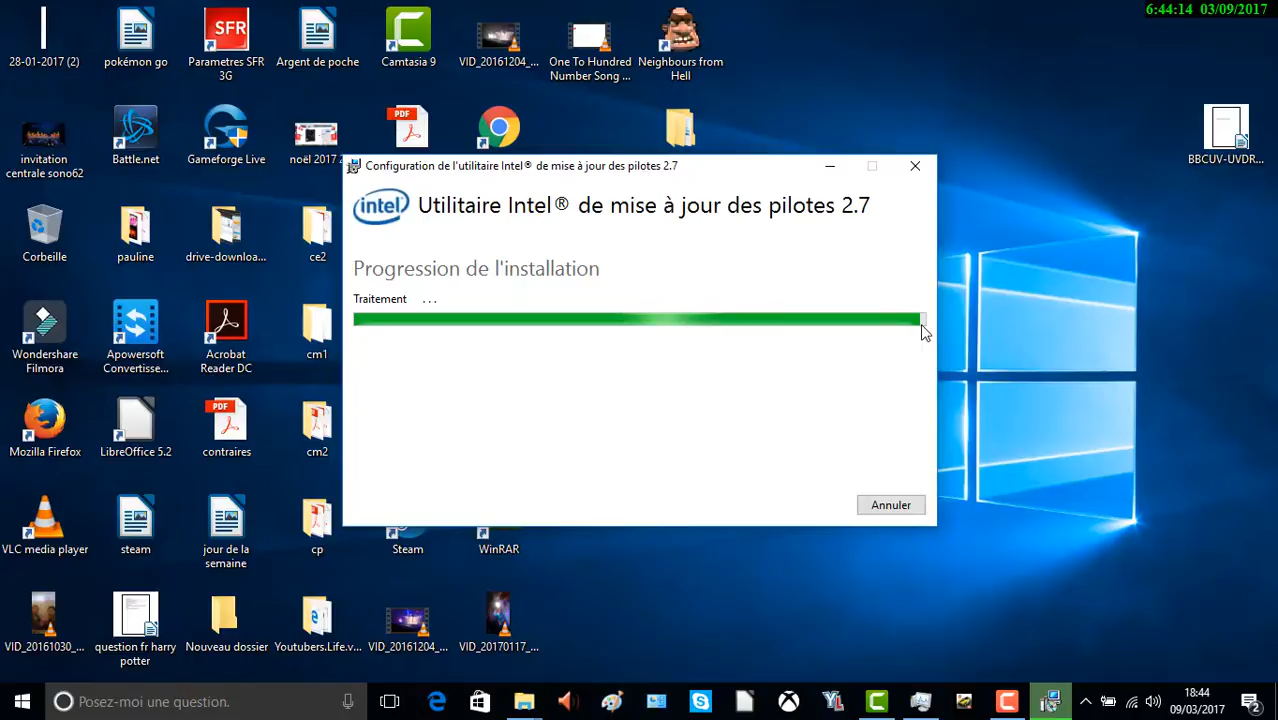 6:44:14 03/09/2017
28-01-2017 (2)
pokémon go
SFR
Parametres SFR
3G
Argent de poche
Camtasia 9
VID_20161204_...
One To Hundred
Number Song ...
Neighbours from
Hell
invitation
centrale sono62
Battle.net
Gameforge Live
noël 2017
PDF
BBCUV-UVDR...
Configuration de l'utilitaire Intel® de mise à jour des pilotes 2.7
intel
Utilitaire Intel® de mise à jour des pilotes 2.7
Progression de l'installation
Traitement ...
Annuler
Corbeille
pauline
drive-downloa...
ce2
Wondershare
Filmora
Apowersoft
Convertisse...
Acrobat
Reader DC
cm1
Mozilla Firefox
LibreOffice 5.2
PDF
contraires
cm2
VLC media player
steam
jour de la
semaine
cp
Steam
WinRAR
VID_20161030_...
question fr harry
potter
Nouveau dossier
Youtubers.Life.v...
VID_20161204_...
VID_20170117_...
Posez-moi une question.
18:44
09/03/2017
2